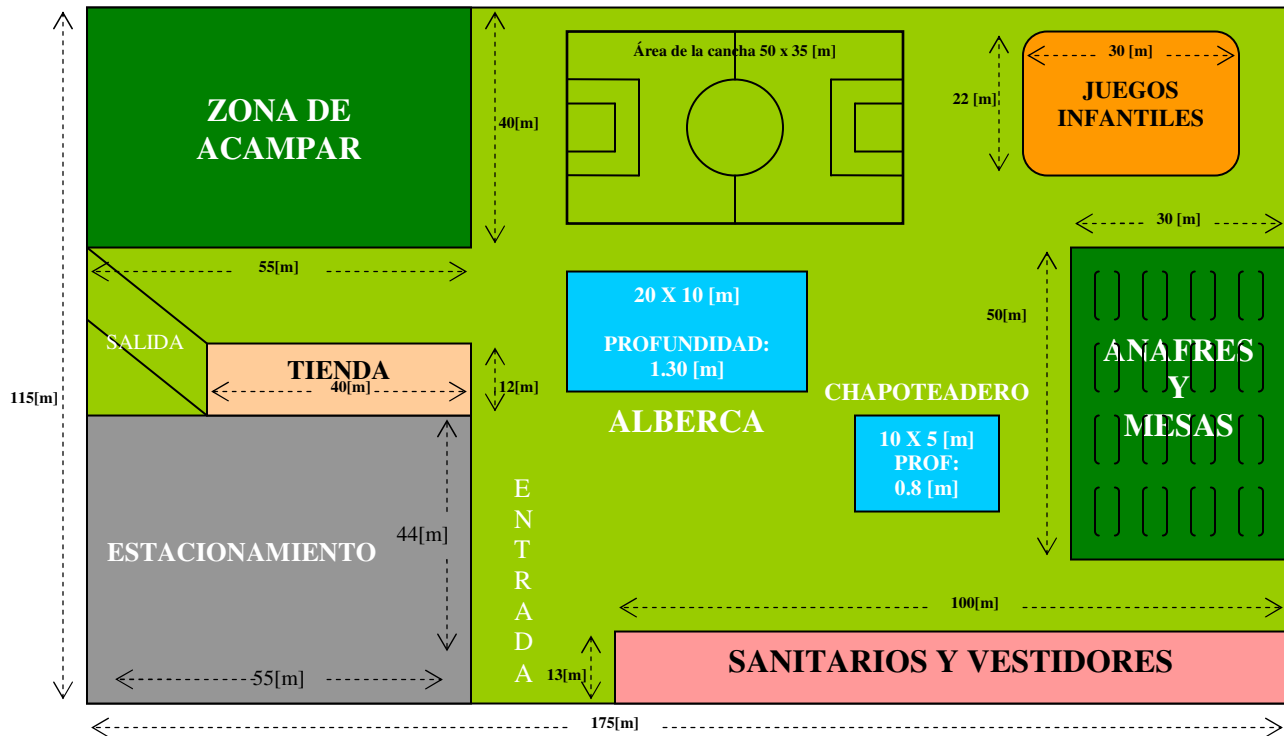 Área de la cancha 50 x 35 [m]
30 [m]
ZONA DE
ACAMPAR
40[m]
22 [m]
JUEGOS
INFANTILES
30 [m]
55[m]
20 X 10 [m]
PROFUNDIDAD:
1.30 [m]
50[m]
SALIDA
TIENDA
40[m]
12[m]
ANAFRES
Y
MESAS
115[m]
CHAPOTEADERO
ALBERCA
10 X 5 [m]
PROF:
0.8 [m]
ENTRADA
44[m]
ESTACIONAMIENTO
100[m]
SANITARIOS Y VESTIDORES
13[m]
55[m]
175[m]